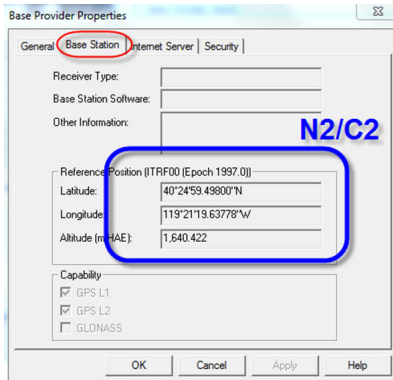 Base Provider Properties
General Base Station Internet Server Security
Receiver Type:
Base Station Software:
Other Information:
N2/C2
Reference Position (ITRF00 (Epoch 1997.0))
Latitude: 40°24'59.49800"N
Longitude: 119°21'19.63778"W
Altitude (m HAE): 1,640.422
Capability
GPS L1
GPS L2
GLONASS
OK Cancel Apply Help